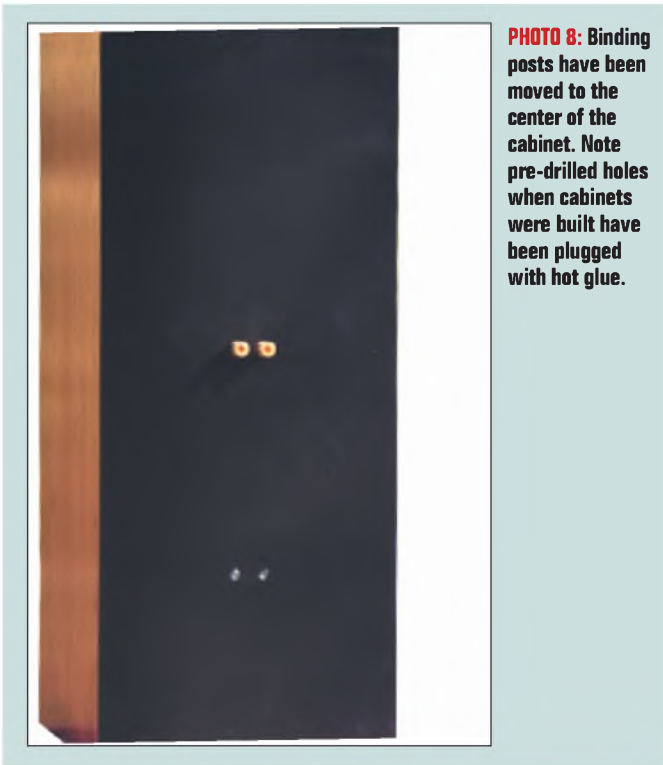 PHOTO 8: Binding
posts have been
moved to the
center of the
cabinet. Note
pre-drilled holes
when cabinets
were built have
been plugged
with hot glue.